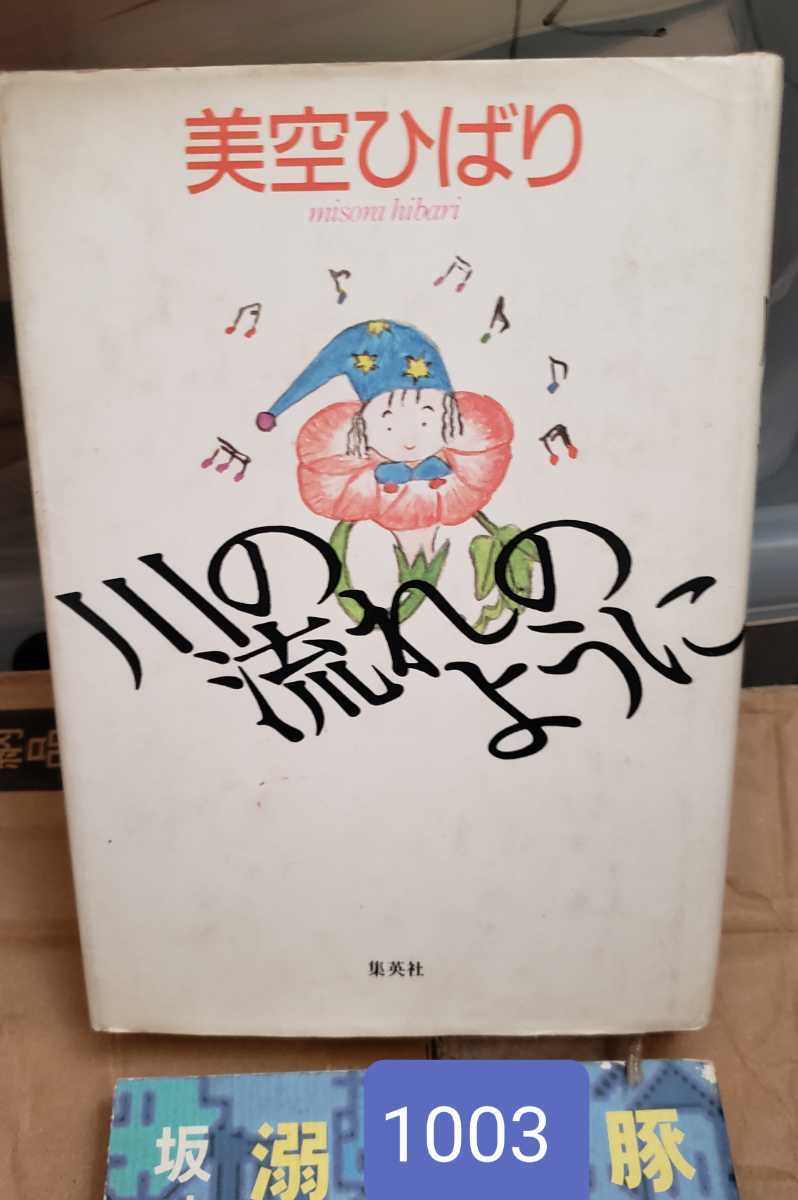 美空ひばり
misora hibari
川の
流れの
ように
集英社
品
坂
溺
1003
豚